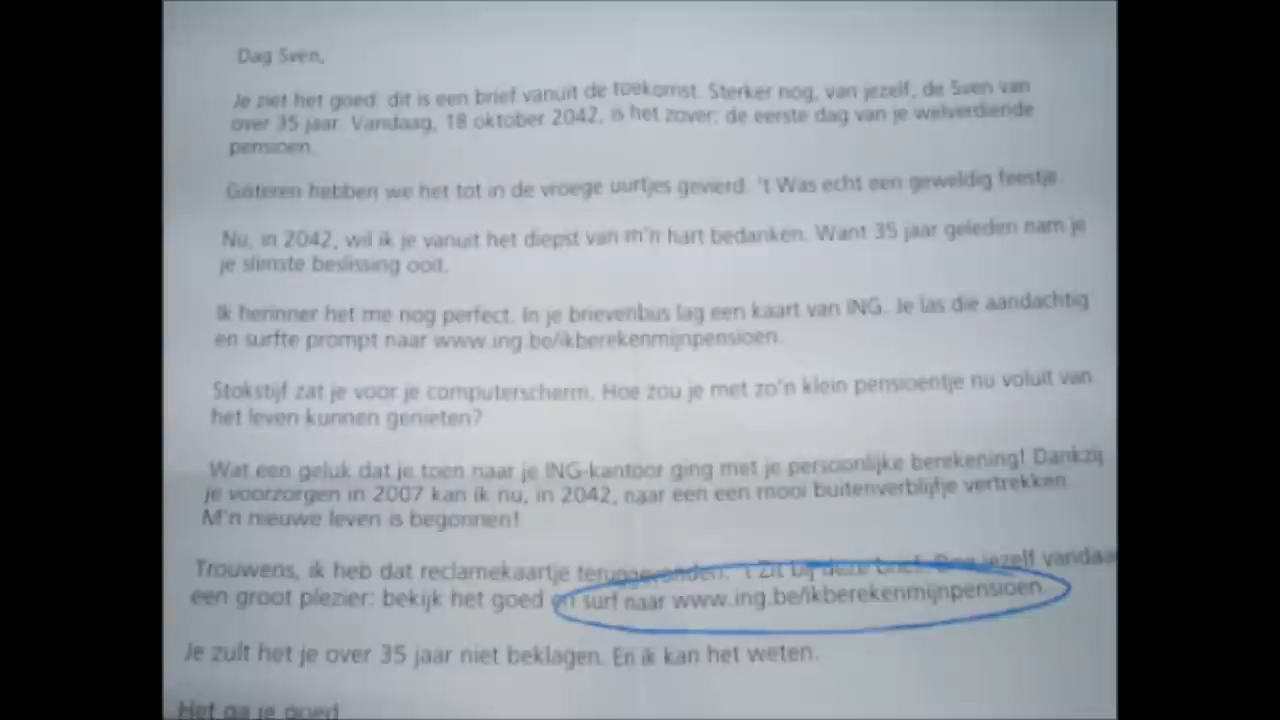 Dag Sven,
Je ziet het goed: dit is een brief vanuit de toekomst. Sterker nog, van jezelf, de Sven van
over 35 jaar. Vandaag, 18 oktober 2042, is het zover: de eerste dag van je welverdiende
pensioen.
Gisteren hebben we het tot in de vroege uurtjes gevierd. 't Was echt een geweldig feestje.
Nu, in 2042, wil ik je vanuit het diepst van m'n hart bedanken. Want 35 jaar geleden nam je
je slimste beslissing ooit.
Ik herinner het me nog perfect. In je brievenbus lag een kaart van ING. Je las die aandachtig
en surfte prompt naar www.ing.be/ikberekenmijnpensioen.
Stokstijf zat je voor je computerscherm. Hoe zou je met zo'n klein pensioentje nu voluit van
het leven kunnen genieten?
Wat een geluk dat je toen naar je ING-kantoor ging met je persoonlijke berekening! Dankzij
je voorzorgen in 2007 kan ik nu, in 2042, naar een een mooi buitenverblijfje vertrekken.
M'n nieuwe leven is begonnen!
Trouwens, ik heb dat reclamekaartje teruggevonden. 't Zit bij deze brief. Doe jezelf vandaa
een groot plezier: bekijk het goed en surf naar www.ing.be/ikberekenmijnpensioen.
Je zult het je over 35 jaar niet beklagen. En ik kan het weten.
Het ga je goed